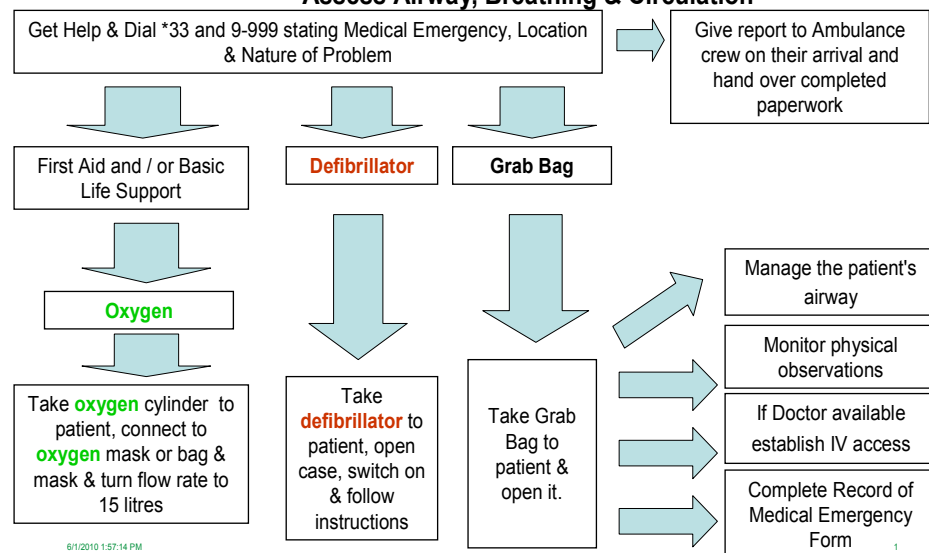 Assess Airway, Breathing & Circulation
Get Help & Dial *33 and 9-999 stating Medical Emergency, Location
& Nature of Problem
Give report to Ambulance
crew on their arrival and
hand over completed
paperwork
First Aid and / or Basic
Life Support
Defibrillator
Grab Bag
Oxygen
Manage the patient's
airway
Monitor physical
observations
If Doctor available
establish IV access
Complete Record of
Medical Emergency
Form
Take oxygen cylinder to
patient, connect to
oxygen mask or bag &
mask & turn flow rate to
15 litres
Take
defibrillator to
patient, open
case, switch on
& follow
instructions
Take Grab
Bag to
patient &
open it.
6/1/2010 1:57:14 PM
1